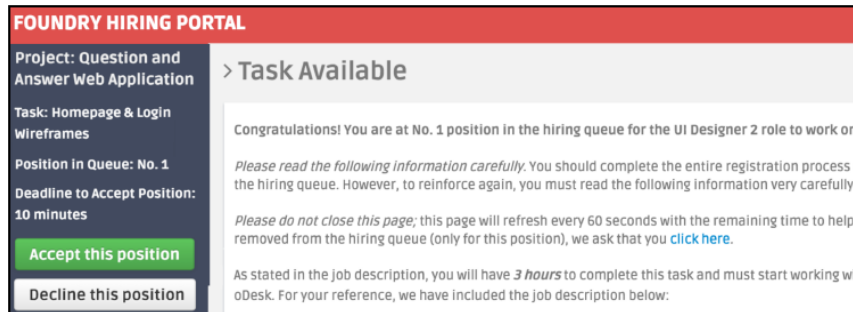 FOUNDRY HIRING PORTAL
Project: Question and
Answer Web Application
Task: Homepage & Login
Wireframes
Position in Queue: No. 1
Deadline to Accept Position:
10 minutes
Accept this position
Decline this position
> Task Available
Congratulations! You are at No. 1 position in the hiring queue for the UI Designer 2 role to work
Please read the following information carefully. You should complete the entire registration process
the hiring queue. However, to reinforce again, you must read the following information very carefully
Please do not close this page; this page will refresh every 60 seconds with the remaining time to help
removed from the hiring queue (only for this position), we ask that you click here.
As stated in the job description, you will have 3 hours to complete this task and must start working
oDesk. For your reference, we have included the job description below: